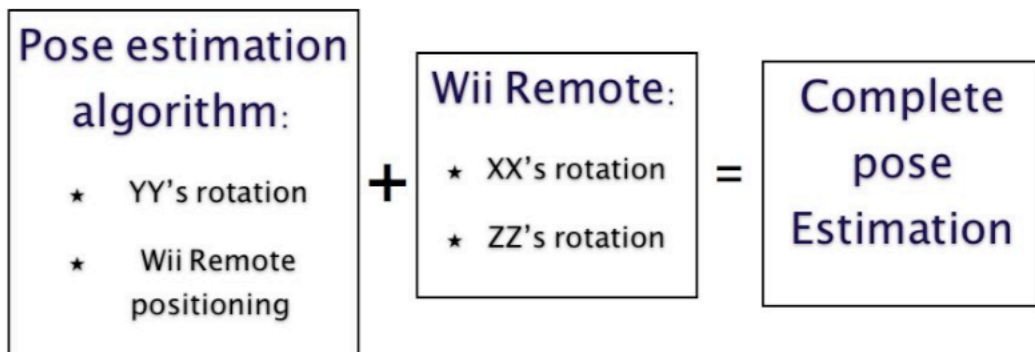 Pose estimation
algorithm:
★ YY's rotation
★ Wii Remote
positioning
+
Wii Remote:
★ XX's rotation
★ ZZ's rotation
=
Complete
pose
Estimation